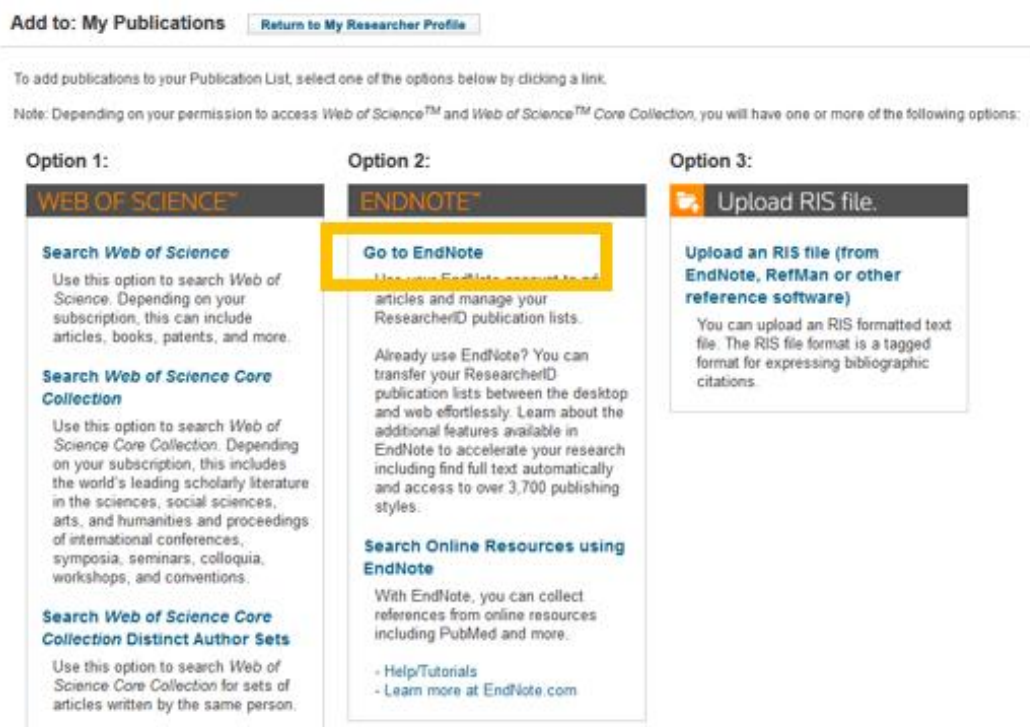 Add to: My Publications
Return to My Researcher Profile
To add publications to your Publication List, select one of the options below by clicking a link.
Note: Depending on your permission to access Web of Science™ and Web of Science™ Core Collection, you will have one or more of the following options:
Option 1:
WEB OF SCIENCE™
Search Web of Science
Use this option to search Web of
Science. Depending on your
subscription, this can include
articles, books, patents, and more.
Search Web of Science Core
Collection
Use this option to search Web of
Science Core Collection. Depending
on your subscription, this includes
the world's leading scholarly literature
in the sciences, social sciences,
arts, and humanities and proceedings
of international conferences,
symposia, seminars, colloquia,
workshops, and conventions.
Search Web of Science Core
Collection Distinct Author Sets
Use this option to search Web of
Science Core Collection for sets of
articles written by the same person.
Option 2:
ENDNOTE™
Go to EndNote
Use your EndNote account to
articles and manage your
ResearcherID publication lists.
Already use EndNote? You can
transfer your ResearcherID
publication lists between the desktop
and web effortlessly. Learn about the
additional features available in
EndNote to accelerate your research
including find full text automatically
and access to over 3,700 publishing
styles.
Search Online Resources using
EndNote
With EndNote, you can collect
references from online resources
including PubMed and more.
- Help/Tutorials
- Learn more at EndNote.com
Option 3:
Upload RIS file.
Upload an RIS file (from
EndNote, RefMan or other
reference software)
You can upload an RIS formatted text
file. The RIS file format is a tagged
format for expressing bibliographic
citations.